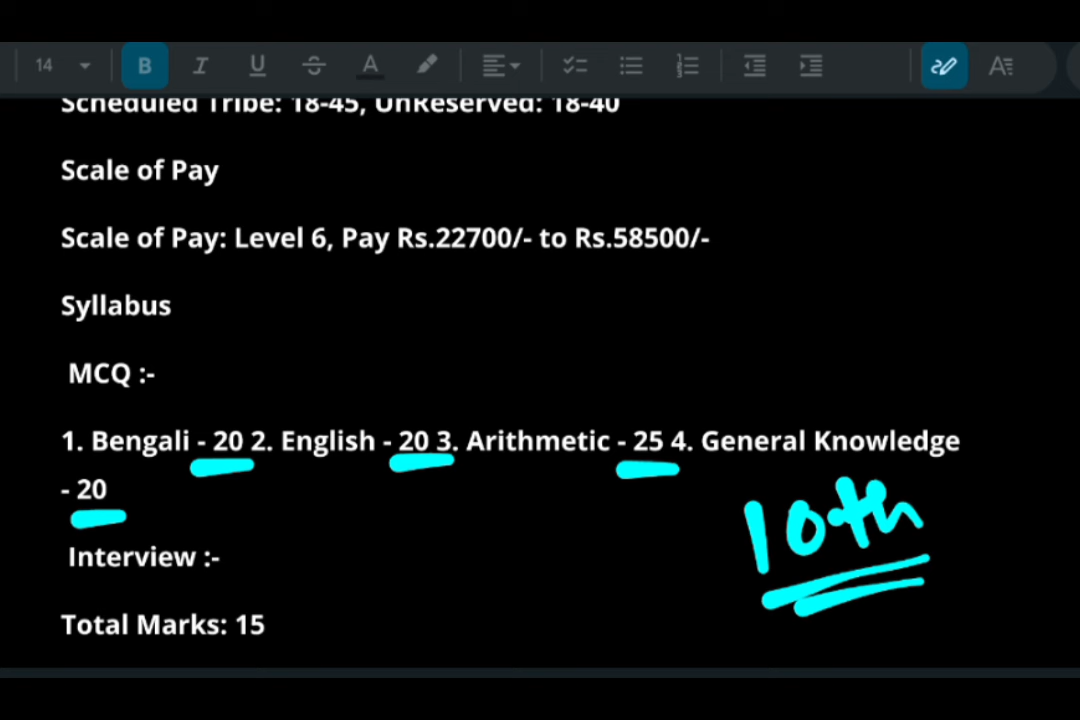 14 B I U S A
Scheduled Tribe: 18-45, UnReserved: 18-40
Scale of Pay
Scale of Pay: Level 6, Pay Rs.22700/- to Rs.58500/-
Syllabus
MCQ :-
1. Bengali - 20 2. English - 20 3. Arithmetic - 25 4. General Knowledge
- 20
10th
Interview :-
Total Marks: 15